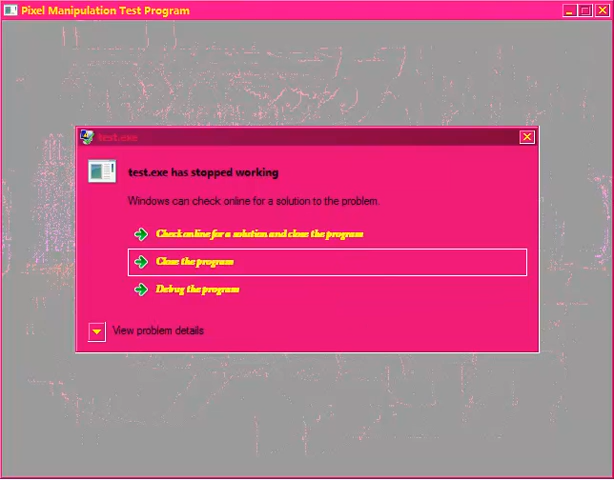 Pixel Manipulation Test Program
test.exe
test.exe has stopped working
Windows can check online for a solution to the problem.
Check online for a solution and close the program
Close the program
Debug the program
View problem details